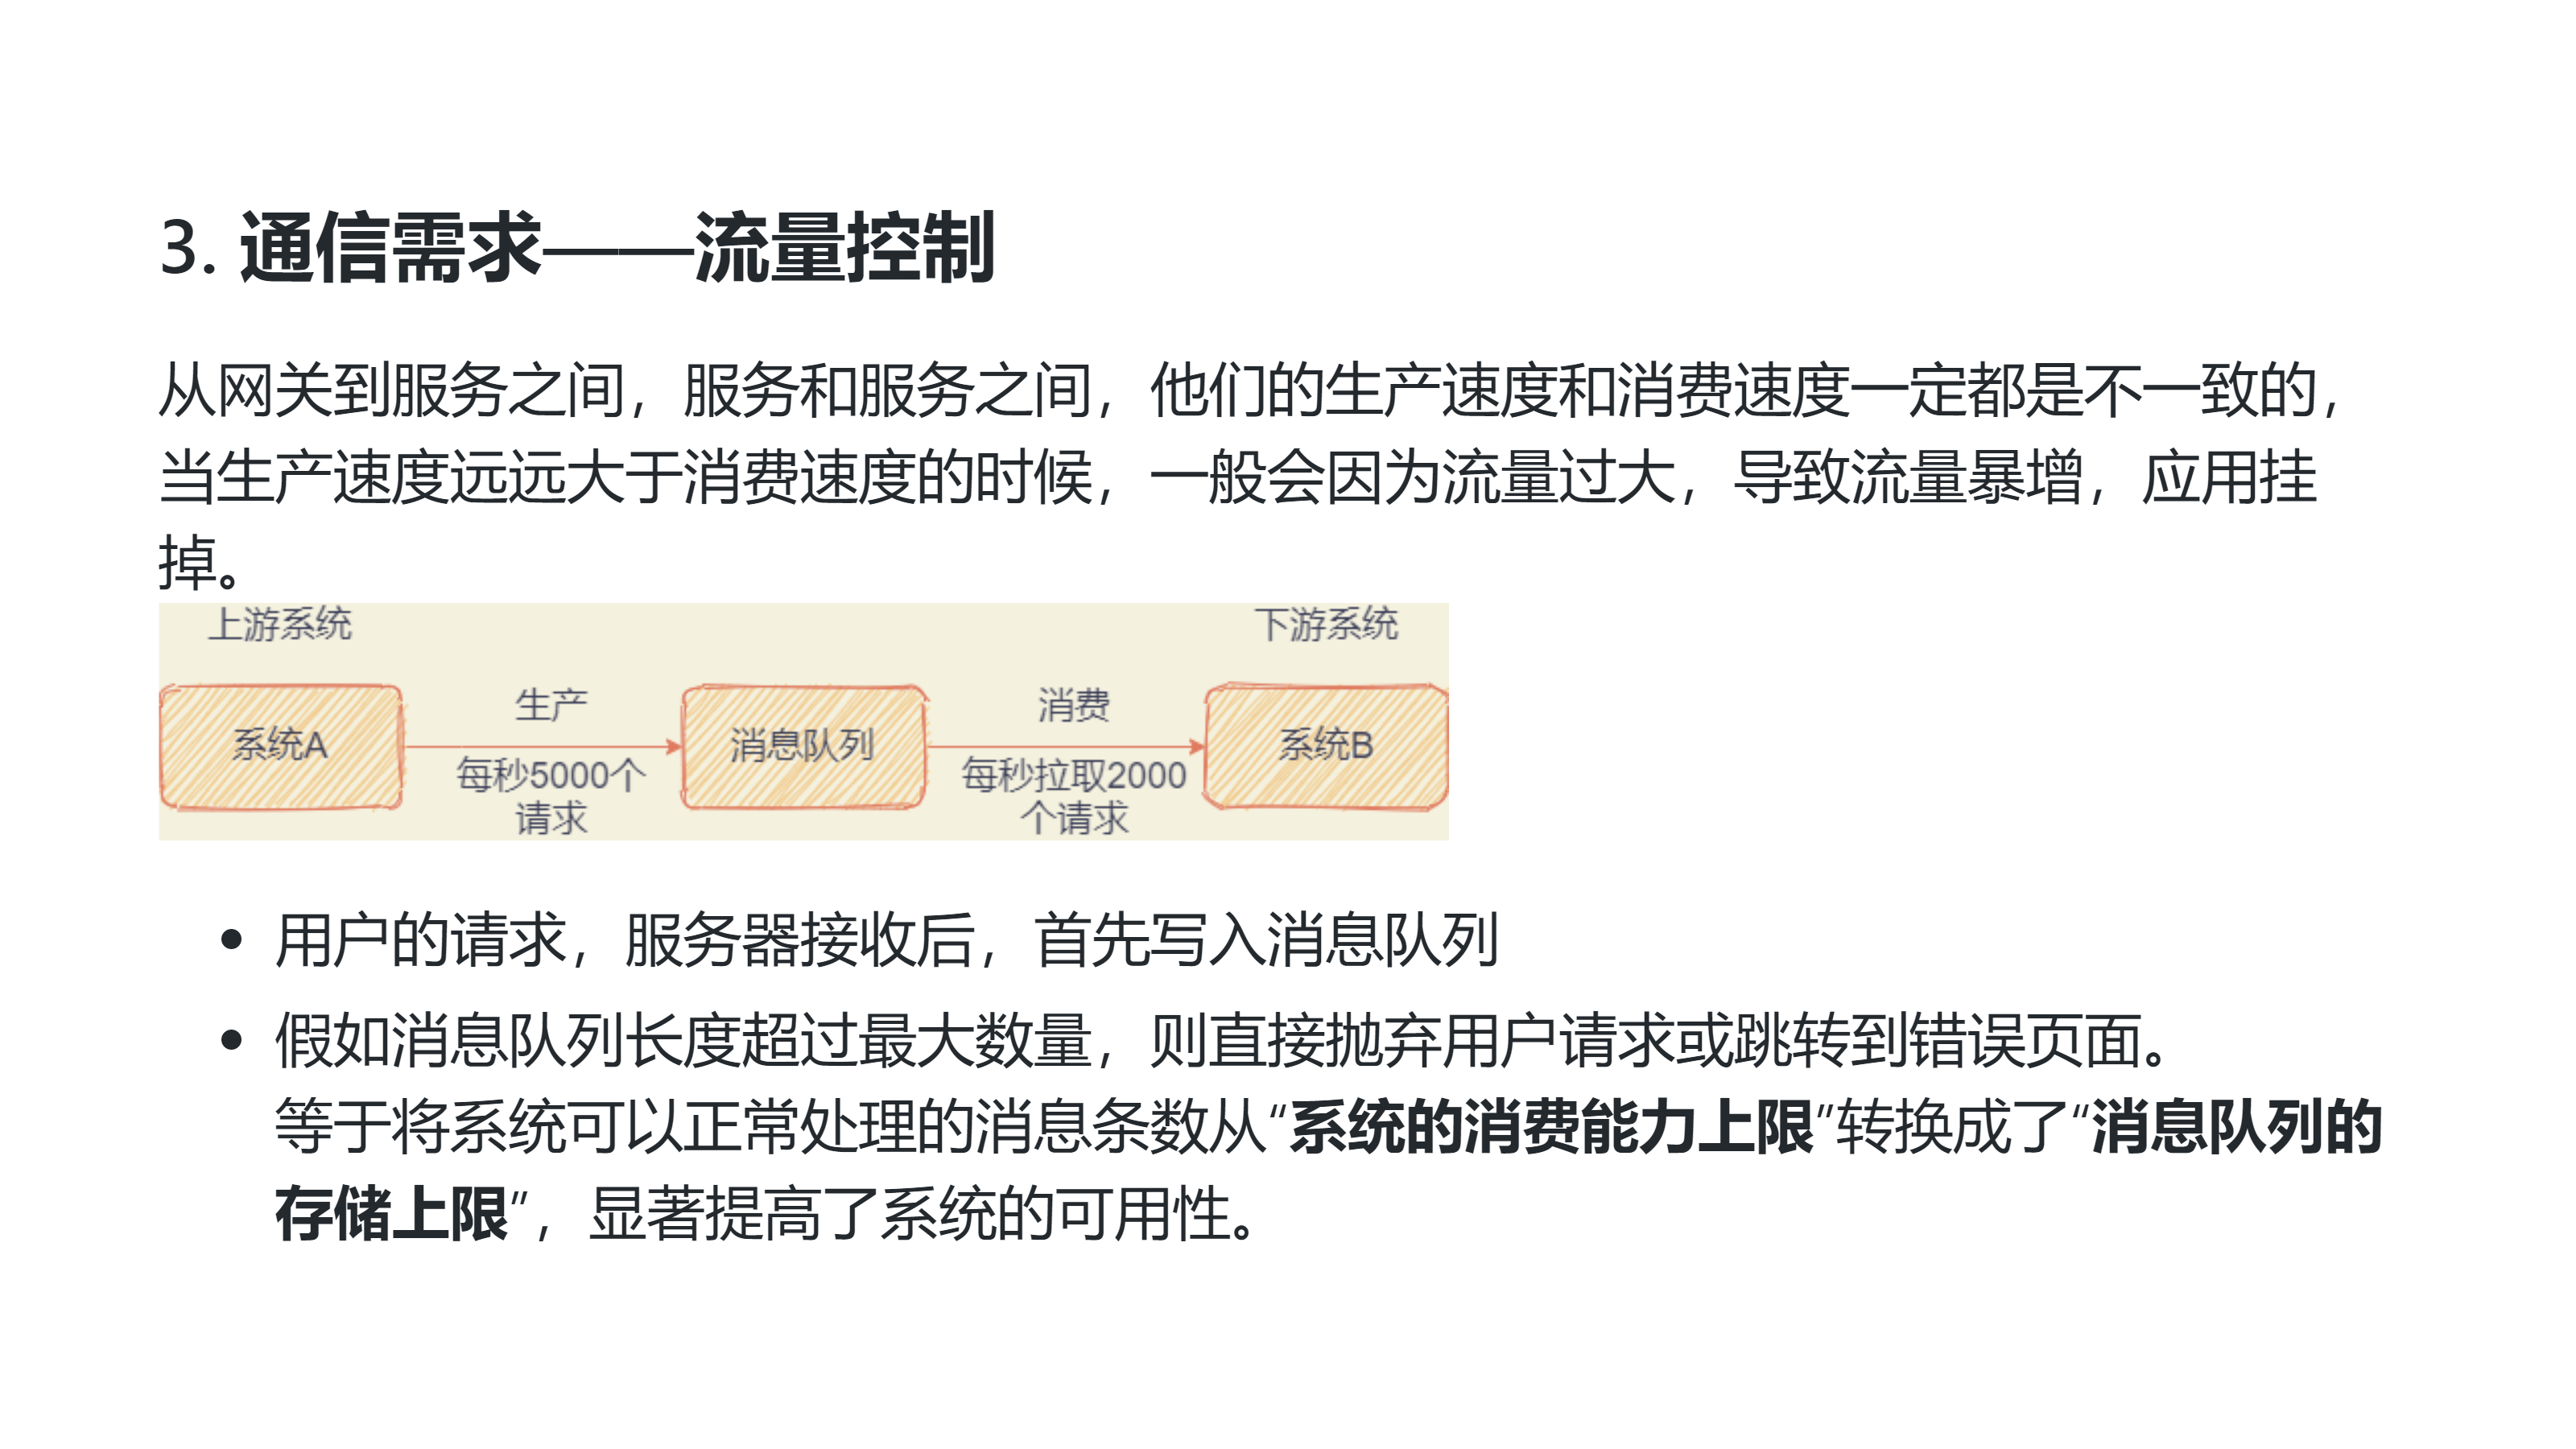 3. 通信需求——流量控制
从网关到服务之间，服务和服务之间，他们的生产速度和消费速度一定都是不一致的，
当生产速度远远大于消费速度的时候，一般会因为流量过大，导致流量暴增，应用挂
掉。
上游系统
下游系统
系统A
生产
每秒5000个
请求
消息队列
消费
每秒拉取2000
个请求
系统B
• 用户的请求，服务器接收后，首先写入消息队列
• 假如消息队列长度超过最大数量，则直接抛弃用户请求或跳转到错误页面。
等于将系统可以正常处理的消息条数从“系统的消费能力上限”转换成了“消息队列的
存储上限”，显著提高了系统的可用性。